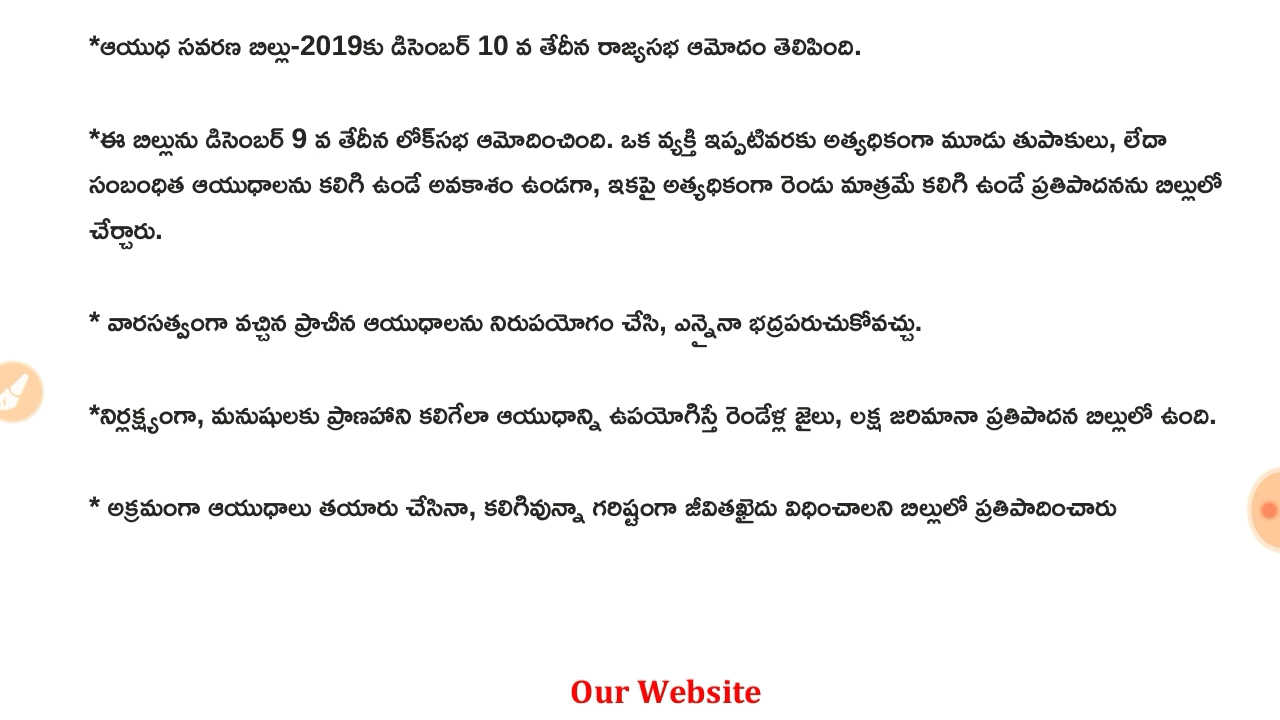 *ఆయుధ సవరణ బిల్లు-2019కు డిసెంబర్ 10 వ తేదీన రాజ్యసభ ఆమోదం తెలిపింది.
*ఈ బిల్లును డిసెంబర్ 9 వ తేదీన లోక్‌సభ ఆమోదించింది. ఒక వ్యక్తి ఇప్పటివరకు అత్యధికంగా మూడు తుపాకులు, లేదా
సంబంధిత ఆయుధాలను కలిగి ఉండే అవకాశం ఉండగా, ఇకపై అత్యధికంగా రెండు మాత్రమే కలిగి ఉండే ప్రతిపాదనను బిల్లులో
చేర్చారు.
* వారసత్వంగా వచ్చిన ప్రాచీన ఆయుధాలను నిరుపయోగం చేసి, ఎన్నైనా భద్రపరుచుకోవచ్చు.
*నిర్లక్ష్యంగా, మనుషులకు ప్రాణహాని కలిగేలా ఆయుధాన్ని ఉపయోగిస్తే రెండేళ్ల జైలు, లక్ష జరిమానా ప్రతిపాదన బిల్లులో ఉంది.
* అక్రమంగా ఆయుధాలు తయారు చేసినా, కలిగివున్నా గరిష్టంగా జీవితఖైదు విధించాలని బిల్లులో ప్రతిపాదించారు
Our Website